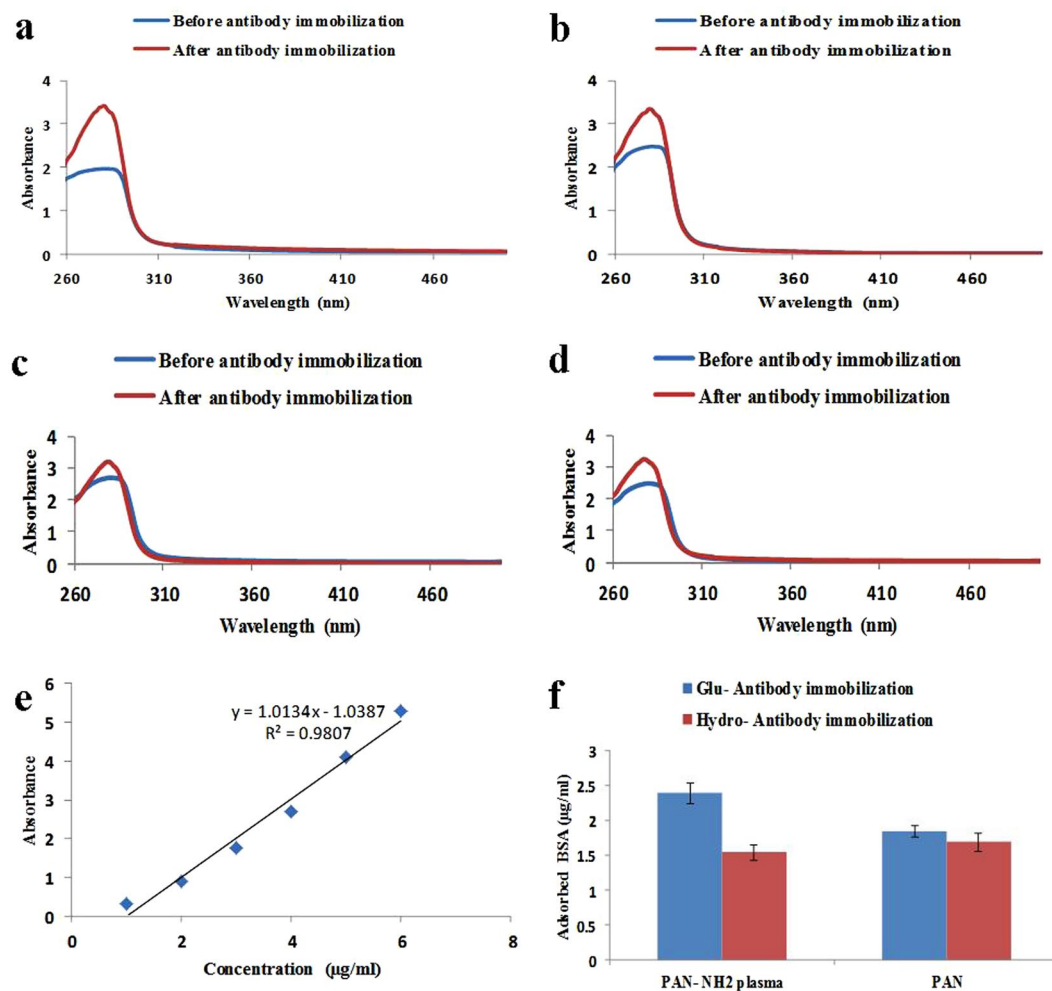 a
Before antibody immobilization
After antibody immobilization
4
3
2
1
0
260 310 360 410 460
Absorbance
Wavelength (nm)
b
Before antibody immobilization
After antibody immobilization
4
3
2
1
0
260 310 360 410 460
Absorbance
Wavelength (nm)
c
Before antibody immobilization
After antibody immobilization
4
3
2
1
0
260 310 360 410 460
Absorbance
Wavelength (nm)
d
Before antibody immobilization
After antibody immobilization
4
3
2
1
0
260 310 360 410 460
Absorbance
Wavelength (nm)
e
y = 1.0134x - 1.0387
R² = 0.9807
6
5
4
3
2
1
0
0 2 4 6 8
Absorbance
Concentration (µg/ml)
f
Glu- Antibody immobilization
Hydro- Antibody immobilization
3
2.5
2
1.5
1
0.5
0
Adsorbed BSA (µg/ml)
PAN- NH2 plasma PAN